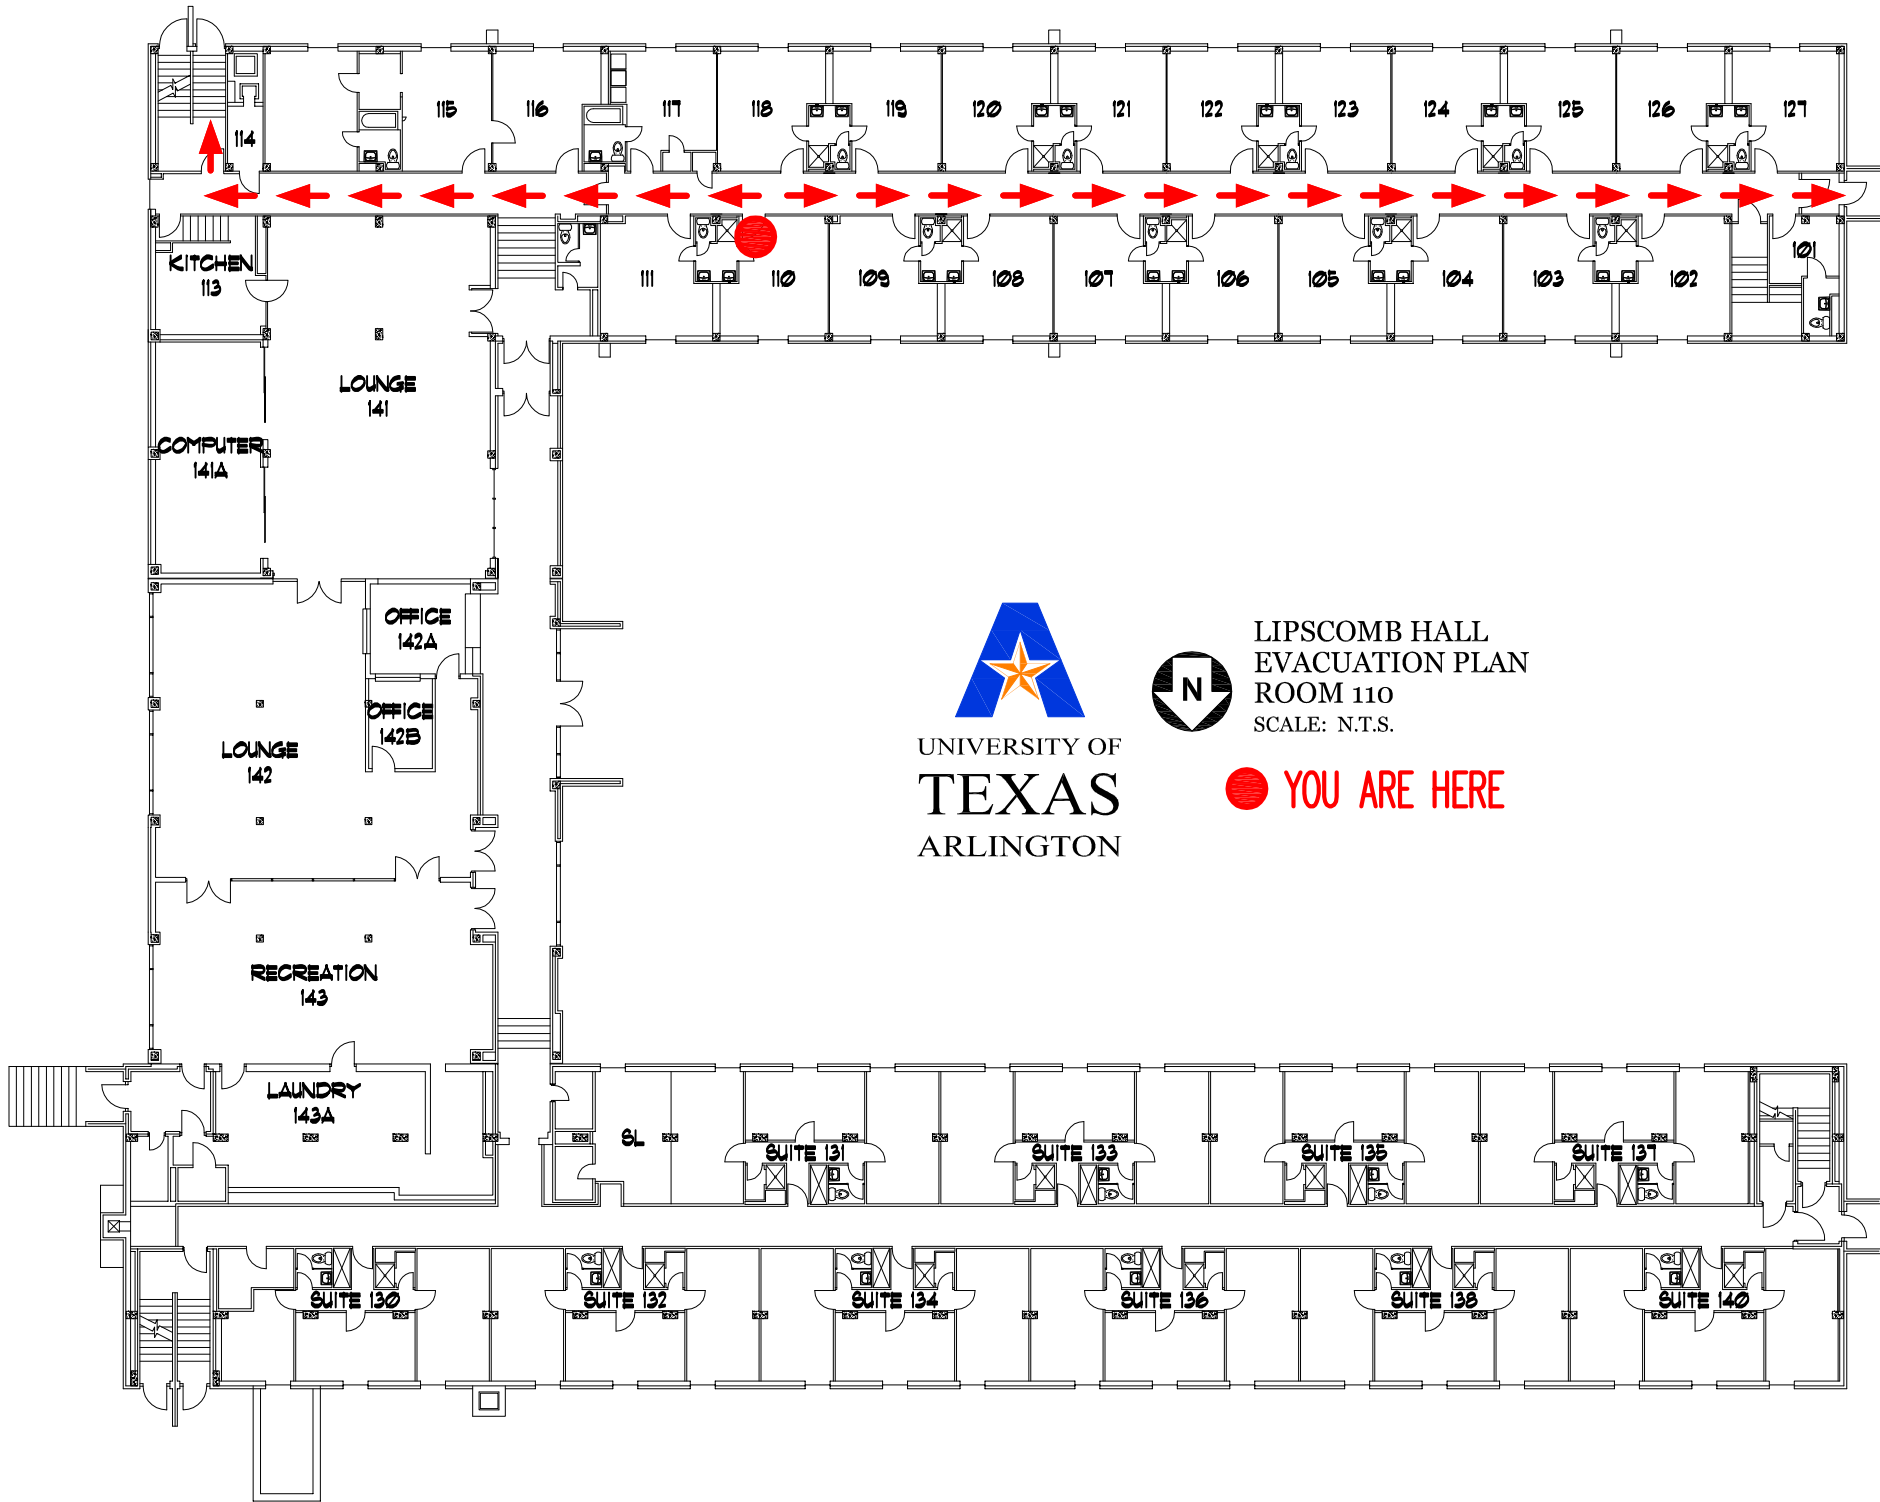 115
116
117
118
119
120
121
122
123
124
125
126
127
114
KITCHEN
113
111
110
109
108
107
106
105
104
103
102
101
LOUNGE
141
COMPUTER
141A
OFFICE
142A
OFFICE
142B
LOUNGE
142
N
LIPSCOMB HALL
EVACUATION PLAN
ROOM 110
SCALE: N.T.S.
UNIVERSITY OF
TEXAS
ARLINGTON
YOU ARE HERE
RECREATION
143
LAUNDRY
143A
SL
SUITE 131
SUITE 133
SUITE 135
SUITE 137
SUITE 130
SUITE 132
SUITE 134
SUITE 136
SUITE 138
SUITE 140